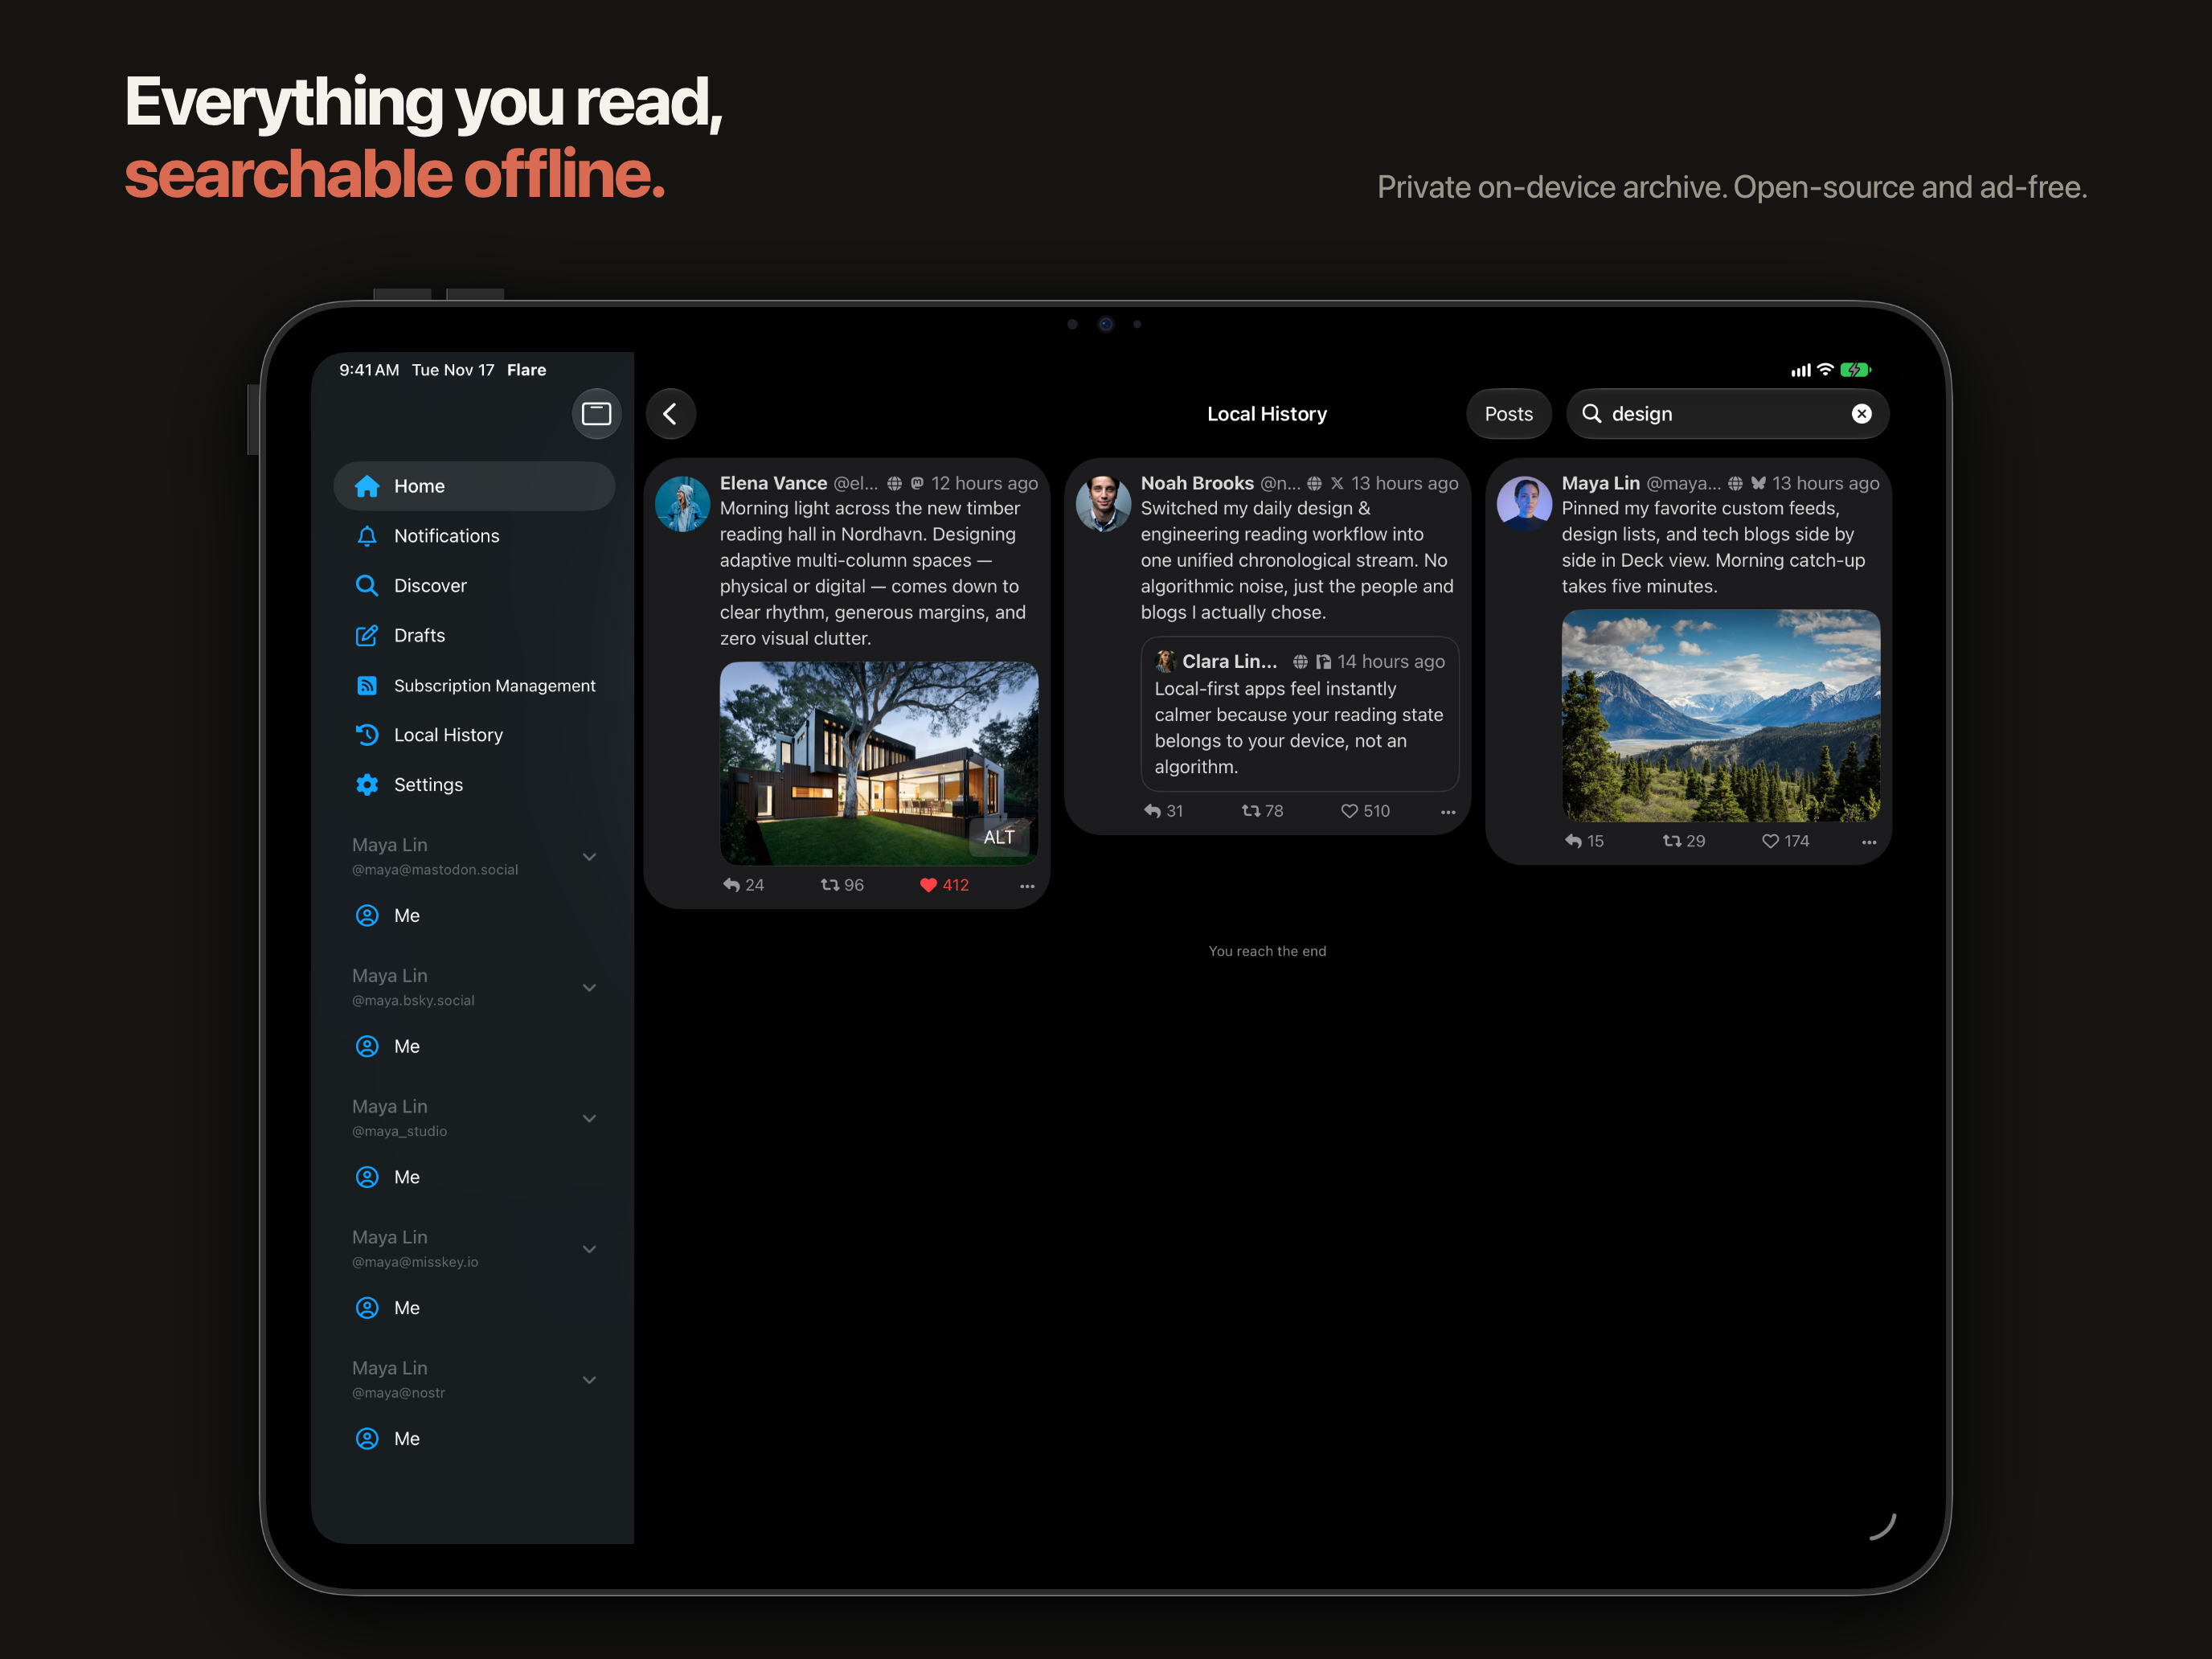 Everything you read,
searchable offline.
Private on-device archive. Open-source and ad-free.
9:41 AM Tue Nov 17 Flare
Home
Notifications
Discover
Drafts
Subscription Management
Local History
Settings
Maya Lin
@maya@mastodon.social
Me
Maya Lin
@maya.bsky.social
Me
Maya Lin
@maya_studio
Me
Maya Lin
@maya@misskey.io
Me
Maya Lin
@maya@nostr
Me
Local History
Posts
design
Elena Vance @el... 12 hours ago
Morning light across the new timber
reading hall in Nordhavn. Designing
adaptive multi-column spaces —
physical or digital — comes down to
clear rhythm, generous margins, and
zero visual clutter.
ALT
24 96 412
Noah Brooks @n... 13 hours ago
Switched my daily design &
engineering reading workflow into
one unified chronological stream. No
algorithmic noise, just the people and
blogs I actually chose.
Clara Lin... 14 hours ago
Local-first apps feel instantly
calmer because your reading state
belongs to your device, not an
algorithm.
31 78 510
Maya Lin @maya... 13 hours ago
Pinned my favorite custom feeds,
design lists, and tech blogs side by
side in Deck view. Morning catch-up
takes five minutes.
15 29 174
You reach the end